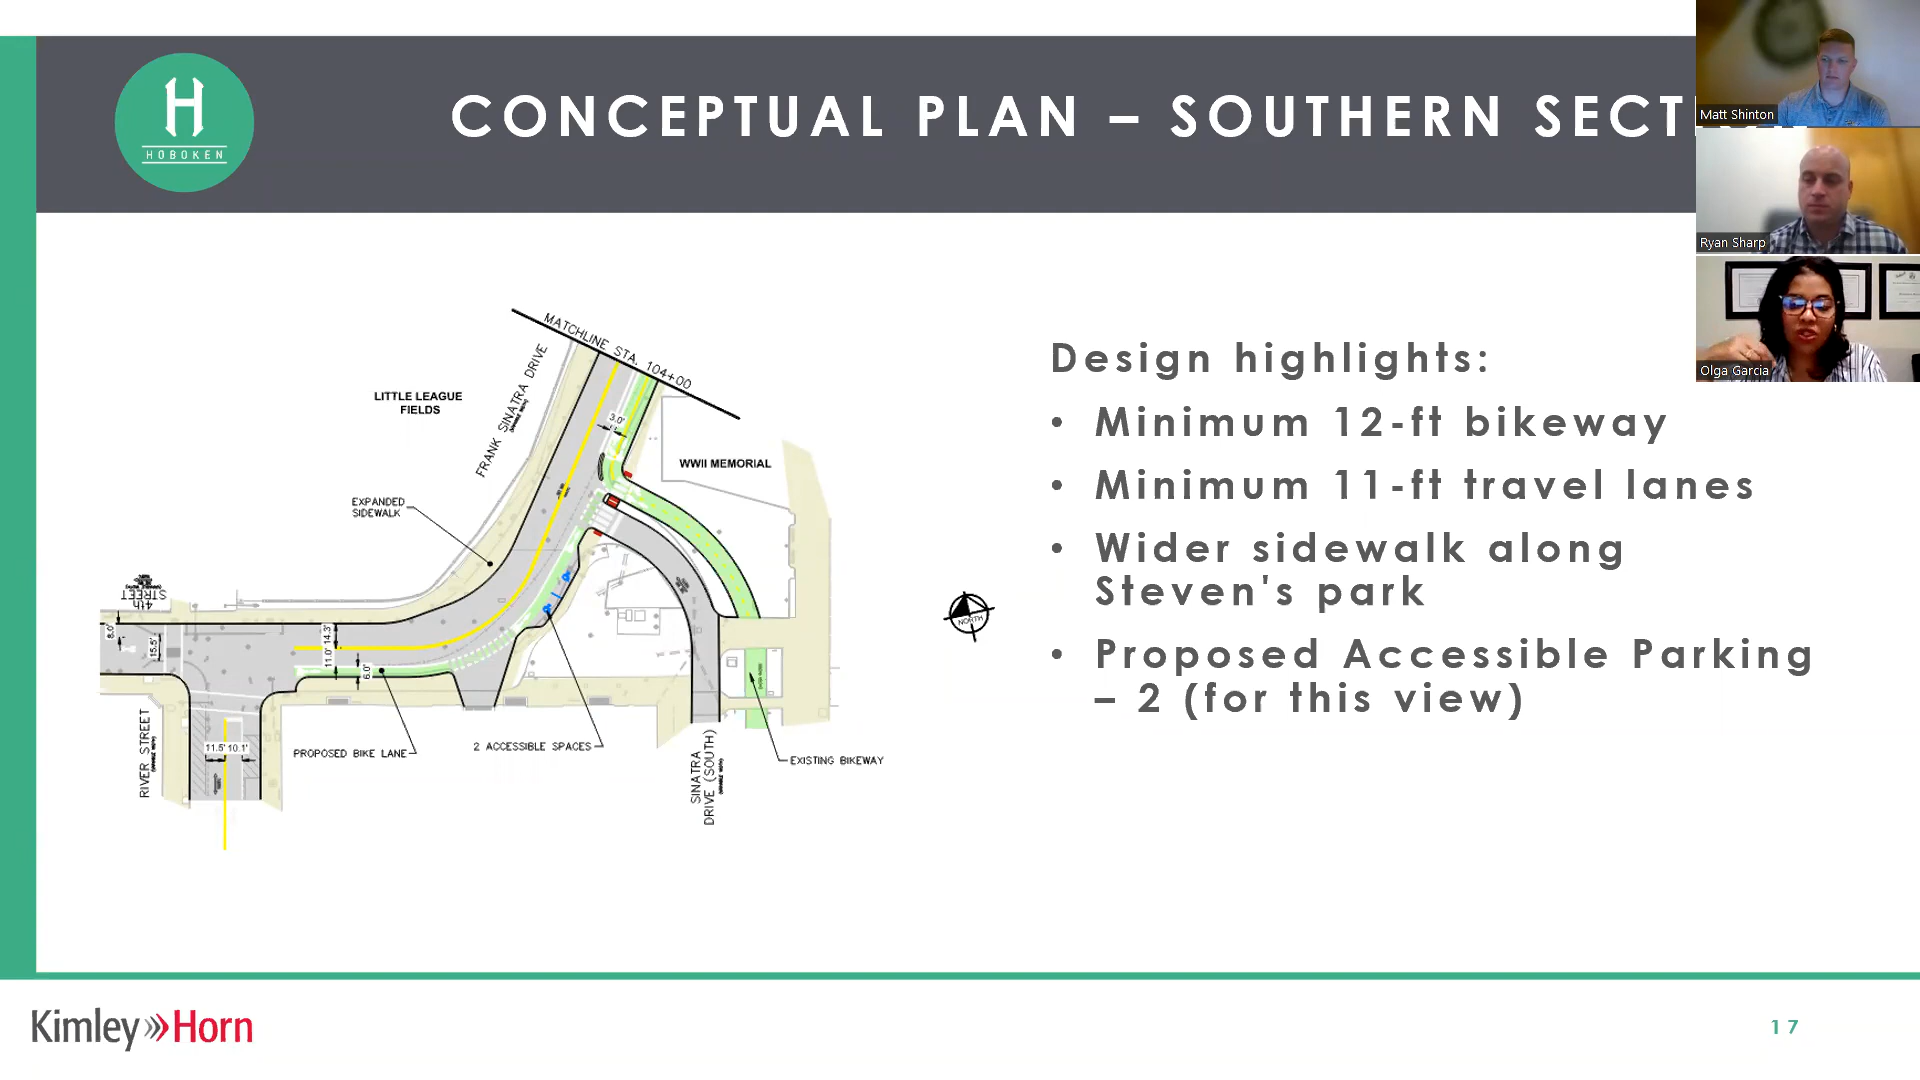 H
HOBOKEN
CONCEPTUAL PLAN – SOUTHERN SECT
Matt Shinton
Ryan Sharp
Olga Garcia
MATCHLINE STA. 104+00
FRANK SINATRA DRIVE
LITTLE LEAGUE
FIELDS
3.0'
WWII MEMORIAL
EXPANDED
SIDEWALK
4th
STREET
8.0'
15.5'
14.3'
11.0'
6.0'
NORTH
RIVER STREET
11.5' 10.1'
PROPOSED BIKE LANE
2 ACCESSIBLE SPACES
SINATRA
DRIVE (SOUTH)
EXISTING BIKEWAY
Design highlights:
• Minimum 12-ft bikeway
• Minimum 11-ft travel lanes
• Wider sidewalk along
Steven's park
• Proposed Accessible Parking
– 2 (for this view)
Kimley»Horn
17